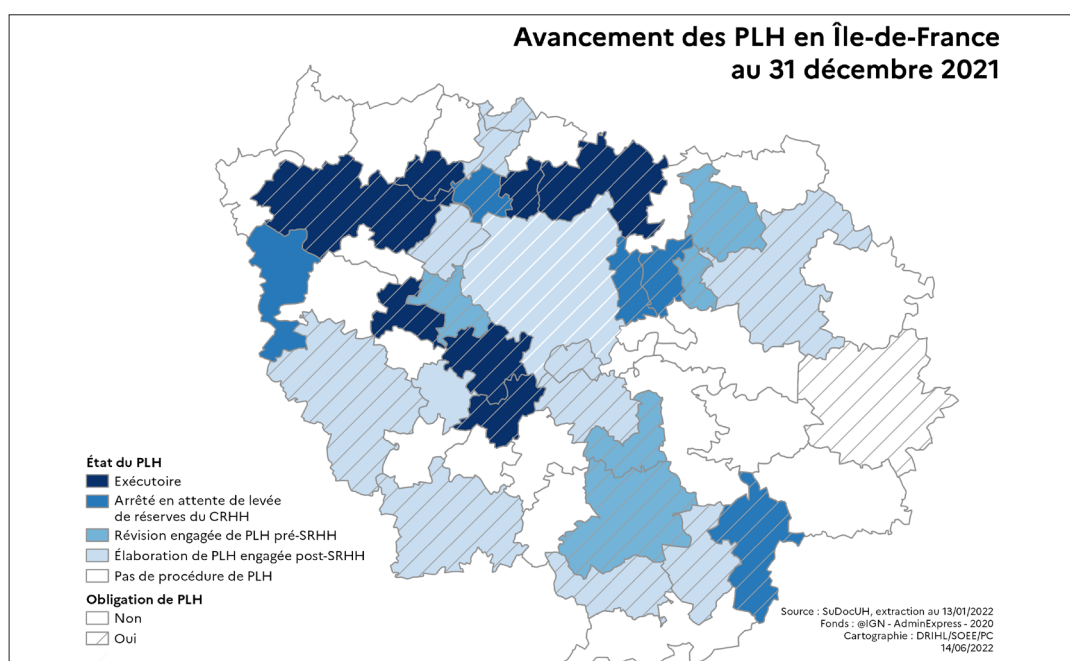 Avancement des PLH en Île-de-France
au 31 décembre 2021
État du PLH
Exécutoire
Arrêté en attente de levée
de réserves du CRHH
Révision engagée de PLH pré-SRHH
Élaboration de PLH engagée post-SRHH
Pas de procédure de PLH
Obligation de PLH
Non
Oui
Source : SuDocUH, extraction au 13/01/2022
Fonds : @IGN - AdminExpress - 2020
Cartographie : DRIHL/SOEE/PC
14/06/2022